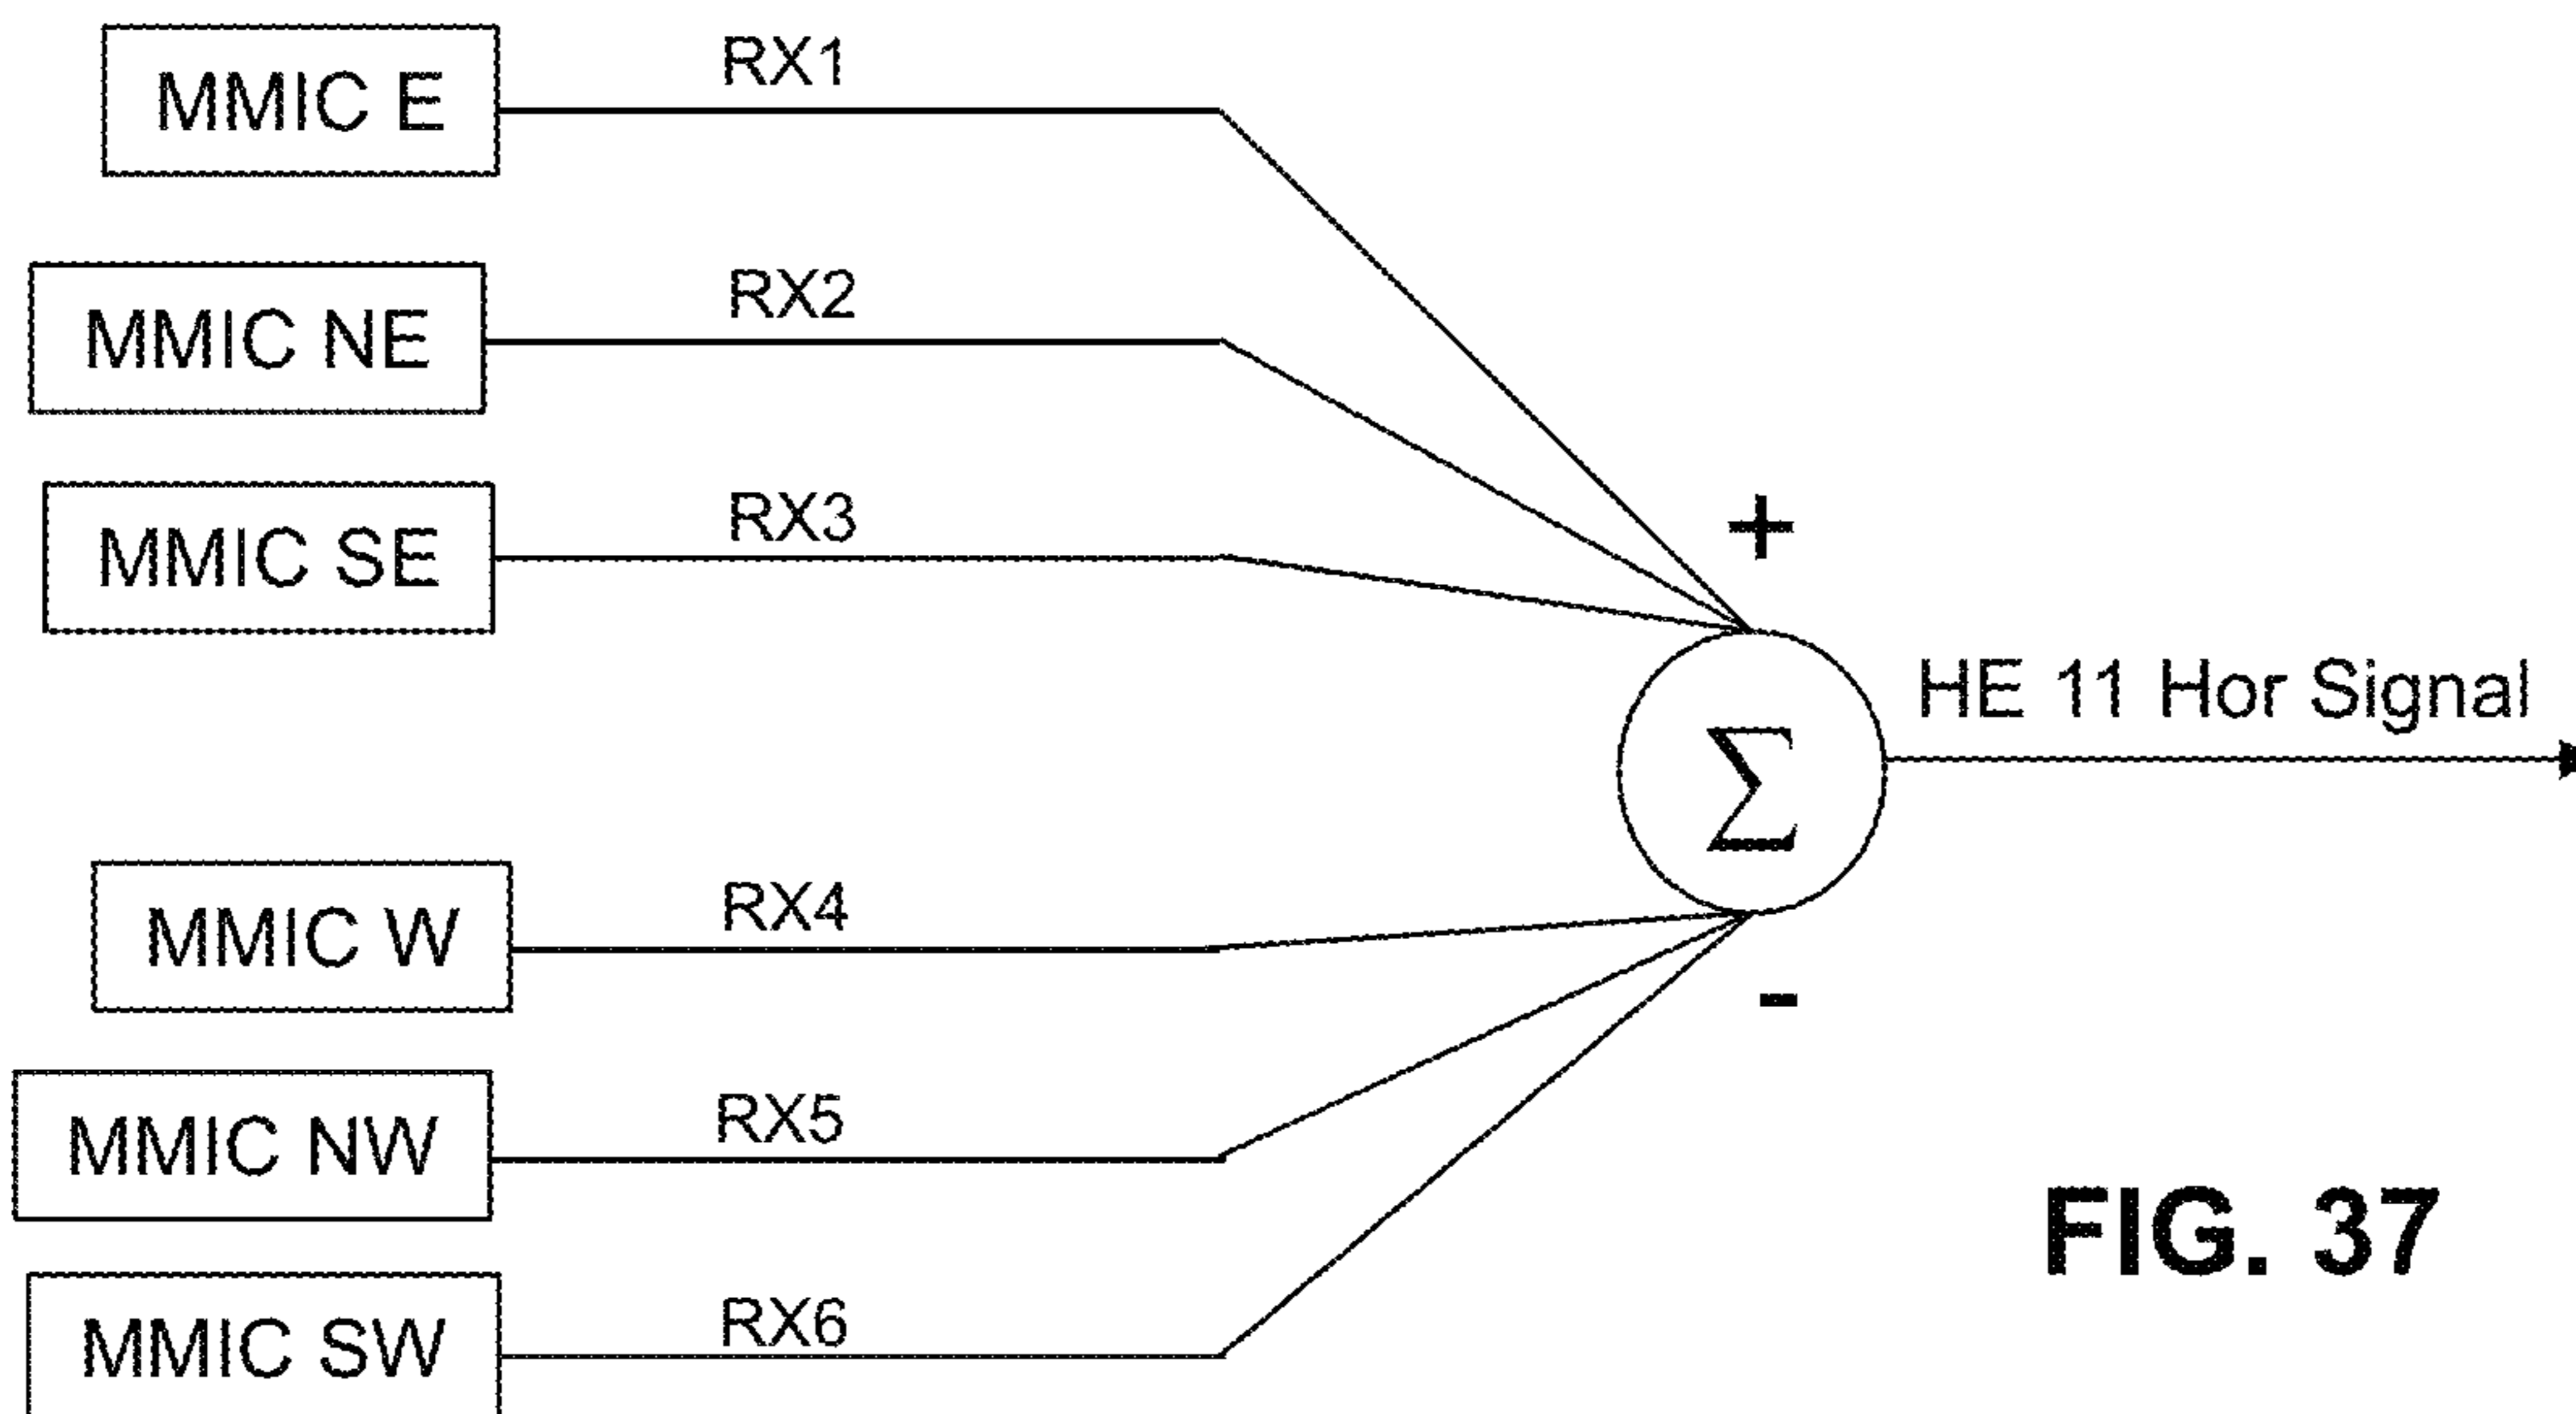 MMIC E
RX1
MMIC NE
RX2
MMIC SE
RX3
+
Σ
HE 11 Hor Signal
MMIC W
RX4
-
MMIC NW
RX5
MMIC SW
RX6
FIG. 37